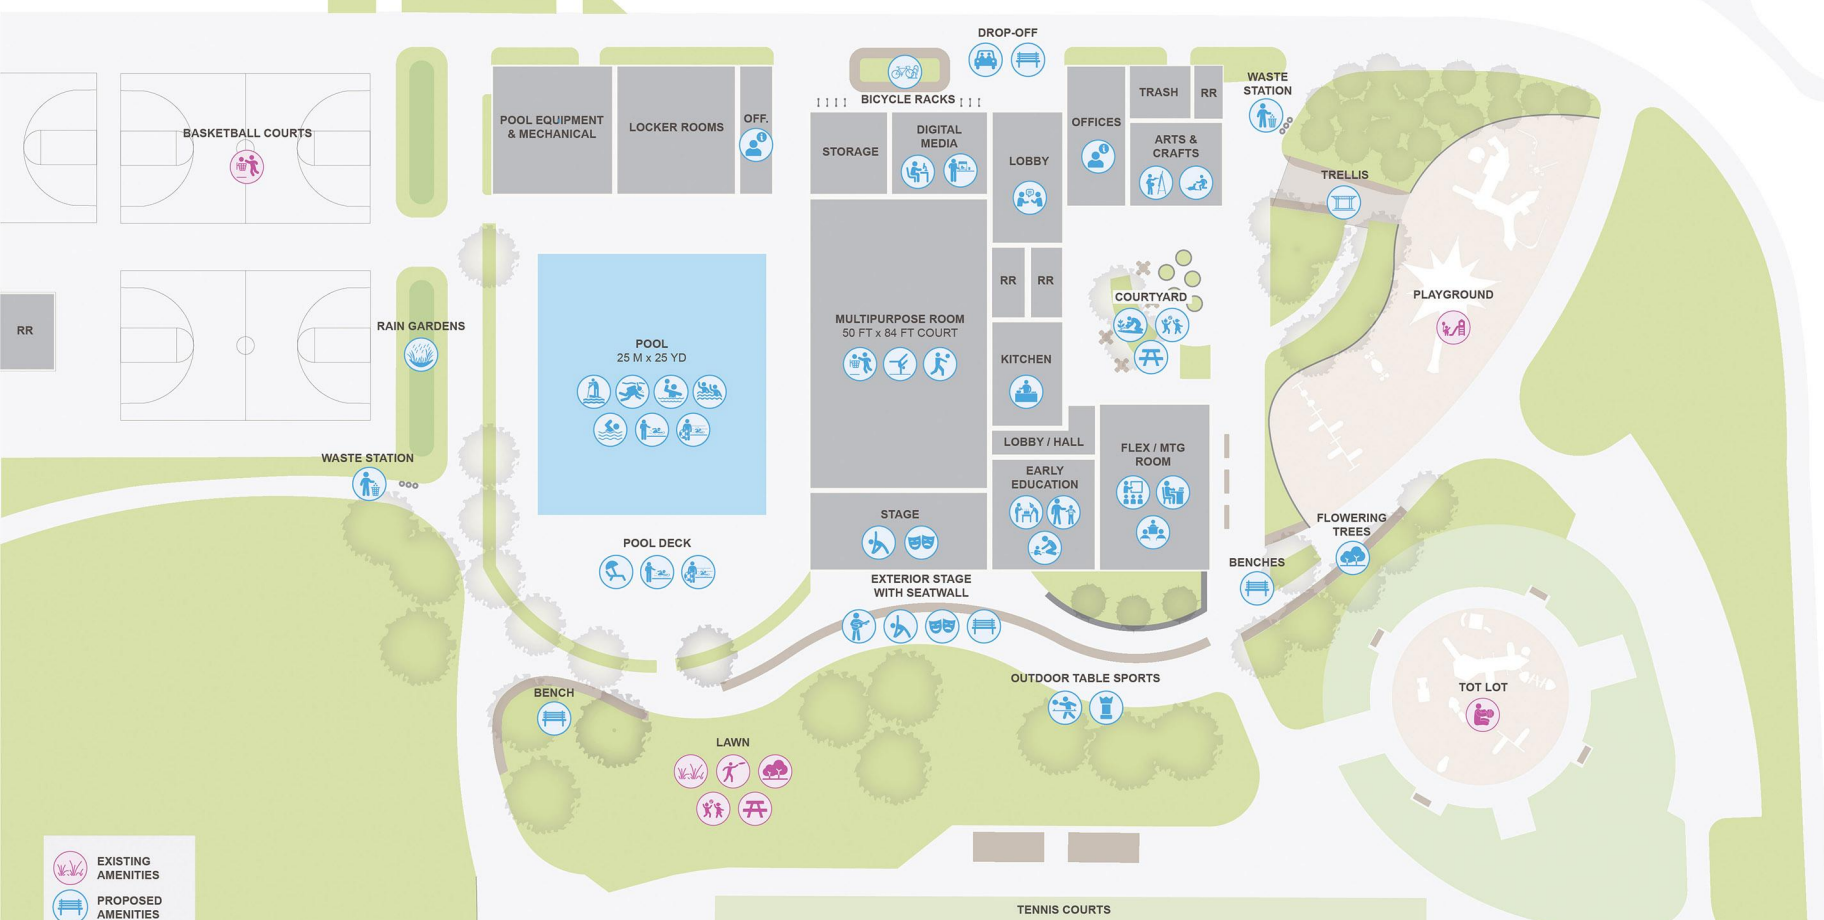 DROP-OFF
BICYCLE RACKS
WASTE
STATION
BASKETBALL COURTS
POOL EQUIPMENT
& MECHANICAL
LOCKER ROOMS
OFF.
STORAGE
DIGITAL
MEDIA
LOBBY
OFFICES
TRASH
RR
ARTS &
CRAFTS
TRELLIS
PLAYGROUND
COURTYARD
RR
RR
RR
RAIN GARDENS
POOL
25 M x 25 YD
MULTIPURPOSE ROOM
50 FT x 84 FT COURT
KITCHEN
LOBBY / HALL
FLEX / MTG
ROOM
EARLY
EDUCATION
WASTE STATION
STAGE
POOL DECK
EXTERIOR STAGE
WITH SEATWALL
FLOWERING
TREES
BENCHES
OUTDOOR TABLE SPORTS
TOT LOT
BENCH
LAWN
EXISTING
AMENITIES
PROPOSED
AMENITIES
TENNIS COURTS